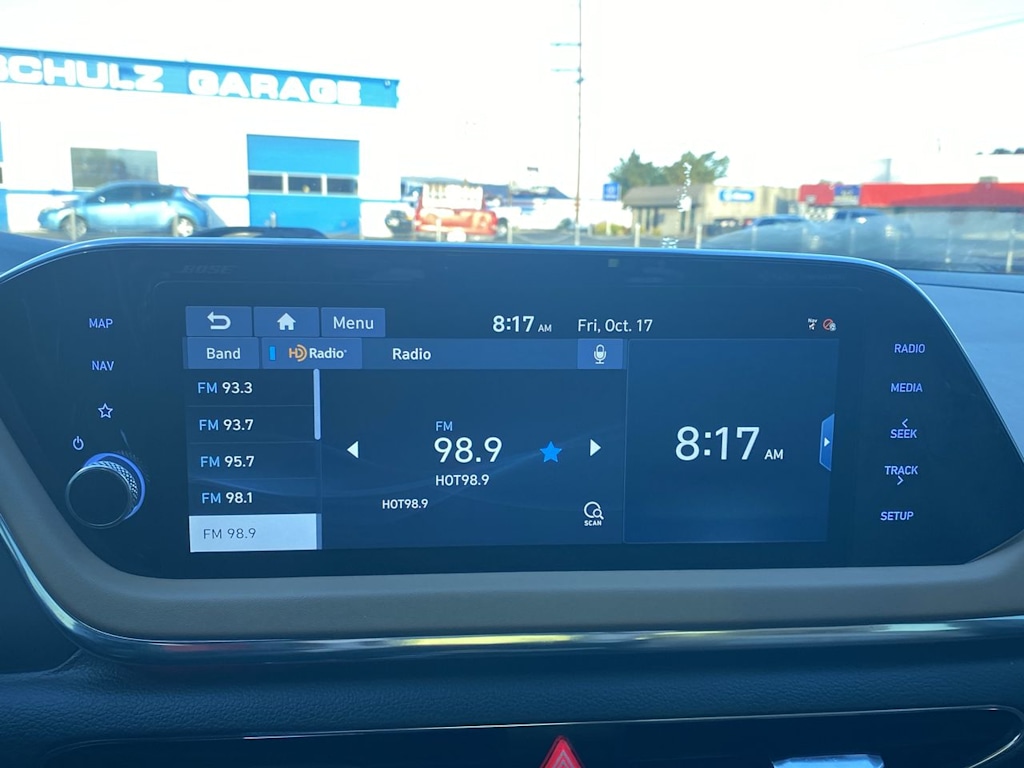 SCHULZ GARAGE
BOSE
MAP
NAV
Menu
8:17 AM
Fri, Oct. 17
Band
HD Radio
Radio
FM 93.3
FM 93.7
FM 95.7
FM 98.1
FM 98.9
FM
98.9
HOT98.9
HOT98.9
SCAN
8:17 AM
RADIO
MEDIA
SEEK
TRACK
SETUP